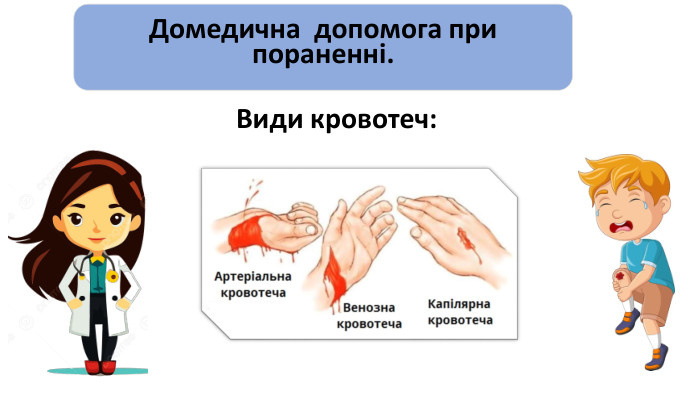 Домедична допомога при
пораненні.
Види кровотеч:
Артеріальна
кровотеча
Венозна
кровотеча
Капілярна
кровотеча